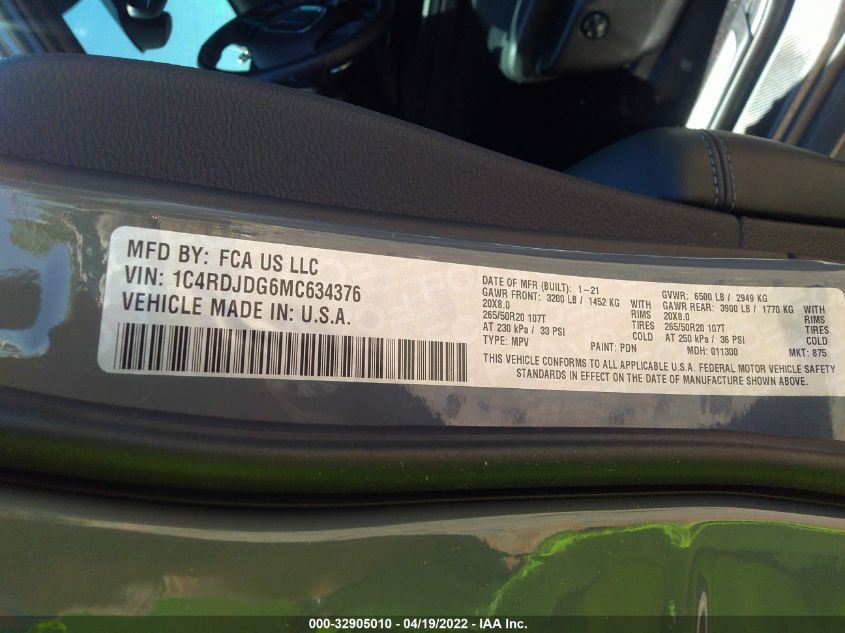 MFD BY: FCA US LLC
VIN: 1C4RDJDG6MC634376
VEHICLE MADE IN: U.S.A.
DATE OF MFR (BUILT): 1-21 GVWR: 6500 LB / 2949 KG
GAWR FRONT: 3200 LB / 1452 KG WITH GAWR REAR: 3900 LB / 1770 KG WITH
20X8.0 RIMS 20X8.0 RIMS
265/50R20 107T TIRES 265/50R20 107T TIRES
AT 230 kPa / 33 PSI COLD AT 250 kPa / 36 PSI COLD
TYPE: MPV PAINT: PDN MDH: 011300 MKT: 875
THIS VEHICLE CONFORMS TO ALL APPLICABLE U.S.A. FEDERAL MOTOR VEHICLE SAFETY
STANDARDS IN EFFECT ON THE DATE OF MANUFACTURE SHOWN ABOVE.
000-32905010 - 04/19/2022 - IAA Inc.